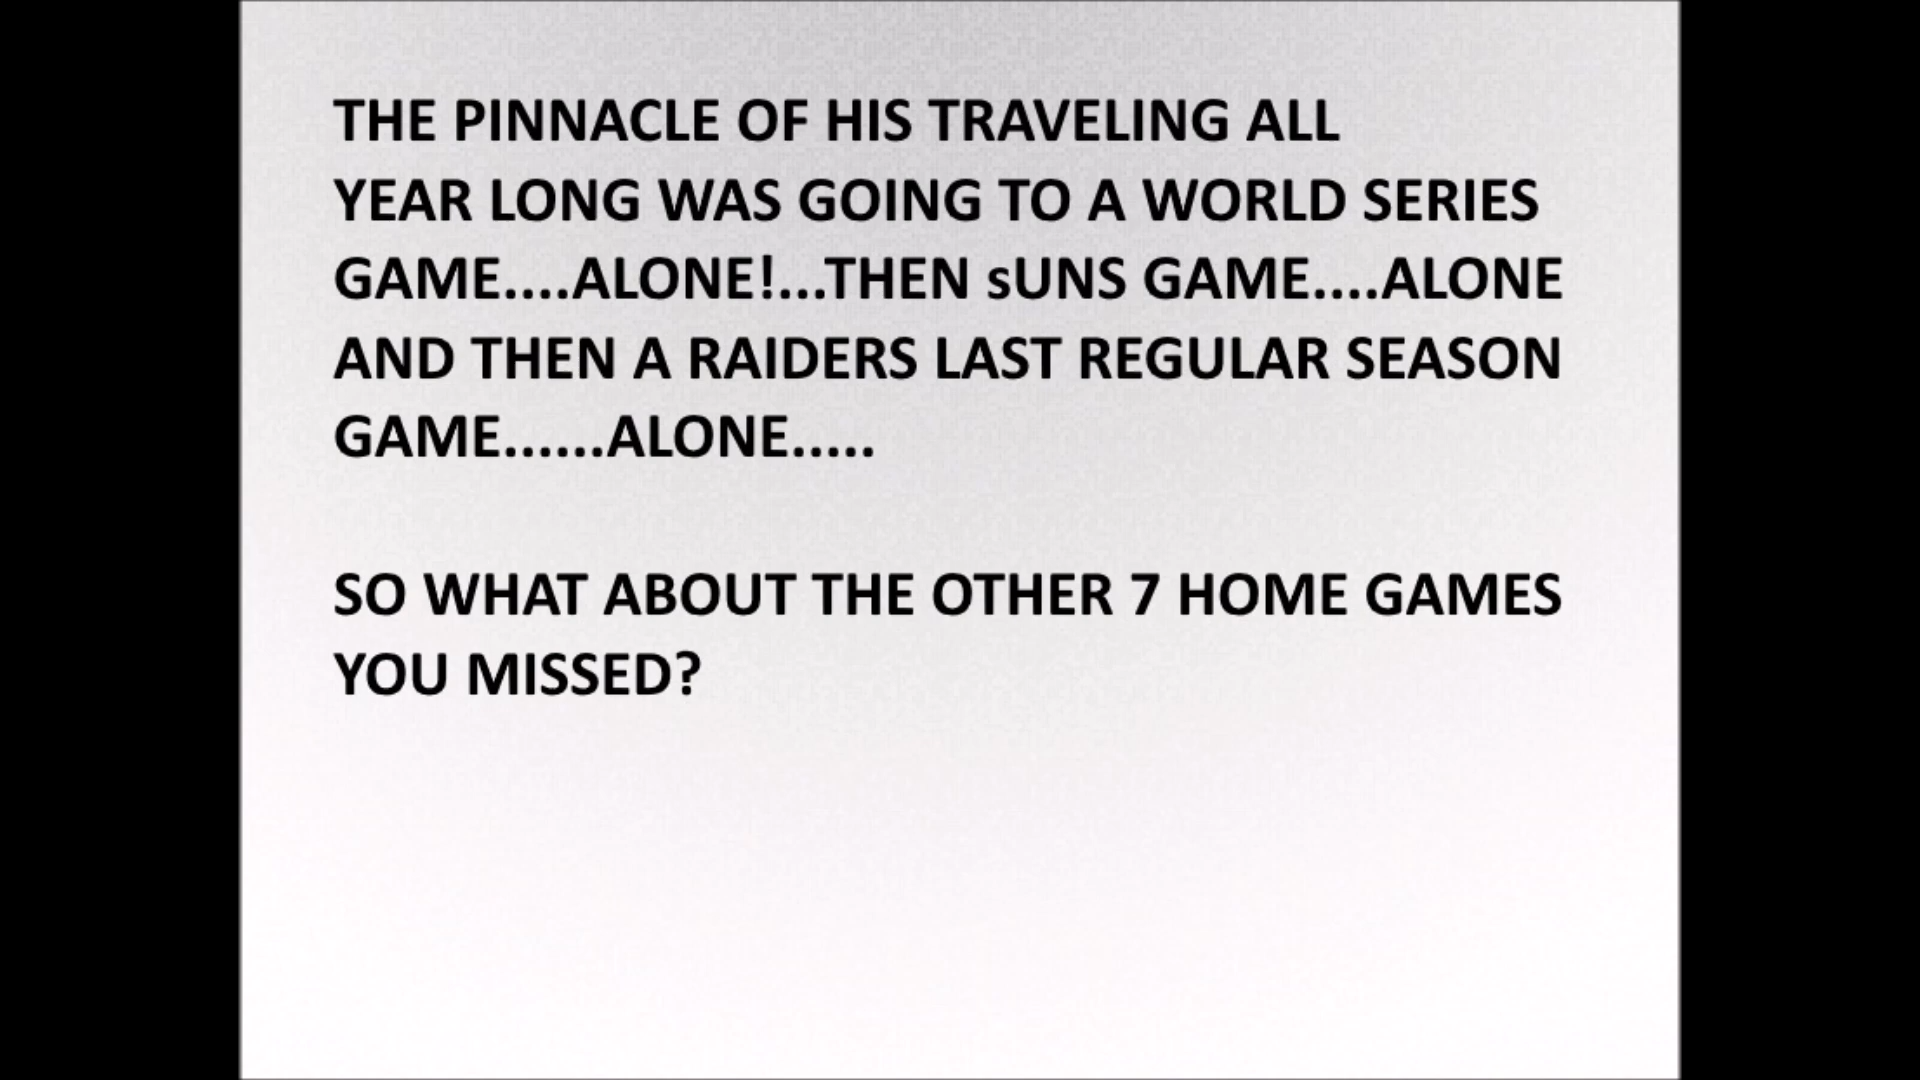 THE PINNACLE OF HIS TRAVELING ALL
YEAR LONG WAS GOING TO A WORLD SERIES
GAME....ALONE!...THEN sUNS GAME....ALONE
AND THEN A RAIDERS LAST REGULAR SEASON
GAME......ALONE.....
SO WHAT ABOUT THE OTHER 7 HOME GAMES
YOU MISSED?